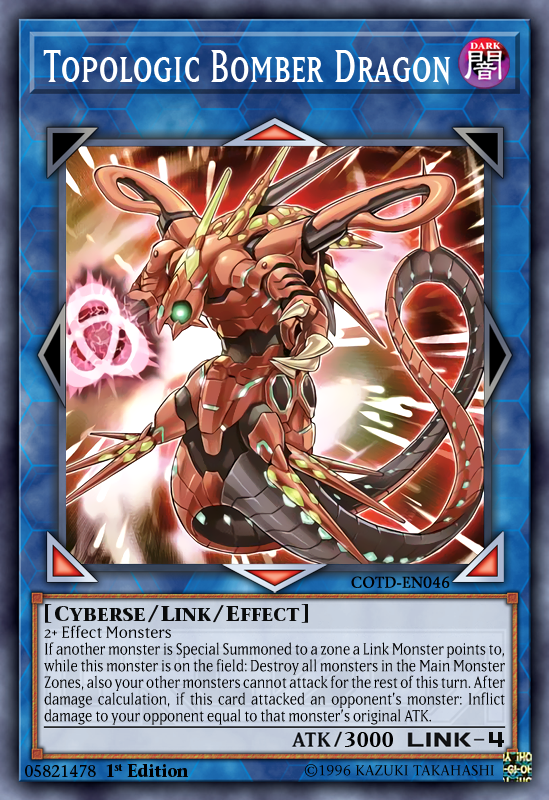 TOPOLOGIC BOMBER DRAGON
DARK
闇
COTD-EN046
[CYBERSE/LINK/EFFECT]
2+ Effect Monsters
If another monster is Special Summoned to a zone a Link Monster points to,
while this monster is on the field: Destroy all monsters in the Main Monster
Zones, also your other monsters cannot attack for the rest of this turn. After
damage calculation, if this card attacked an opponent's monster: Inflict
damage to your opponent equal to that monster's original ATK.
ATK/3000 LINK-4
05821478 1st Edition ©1996 KAZUKI TAKAHASHI